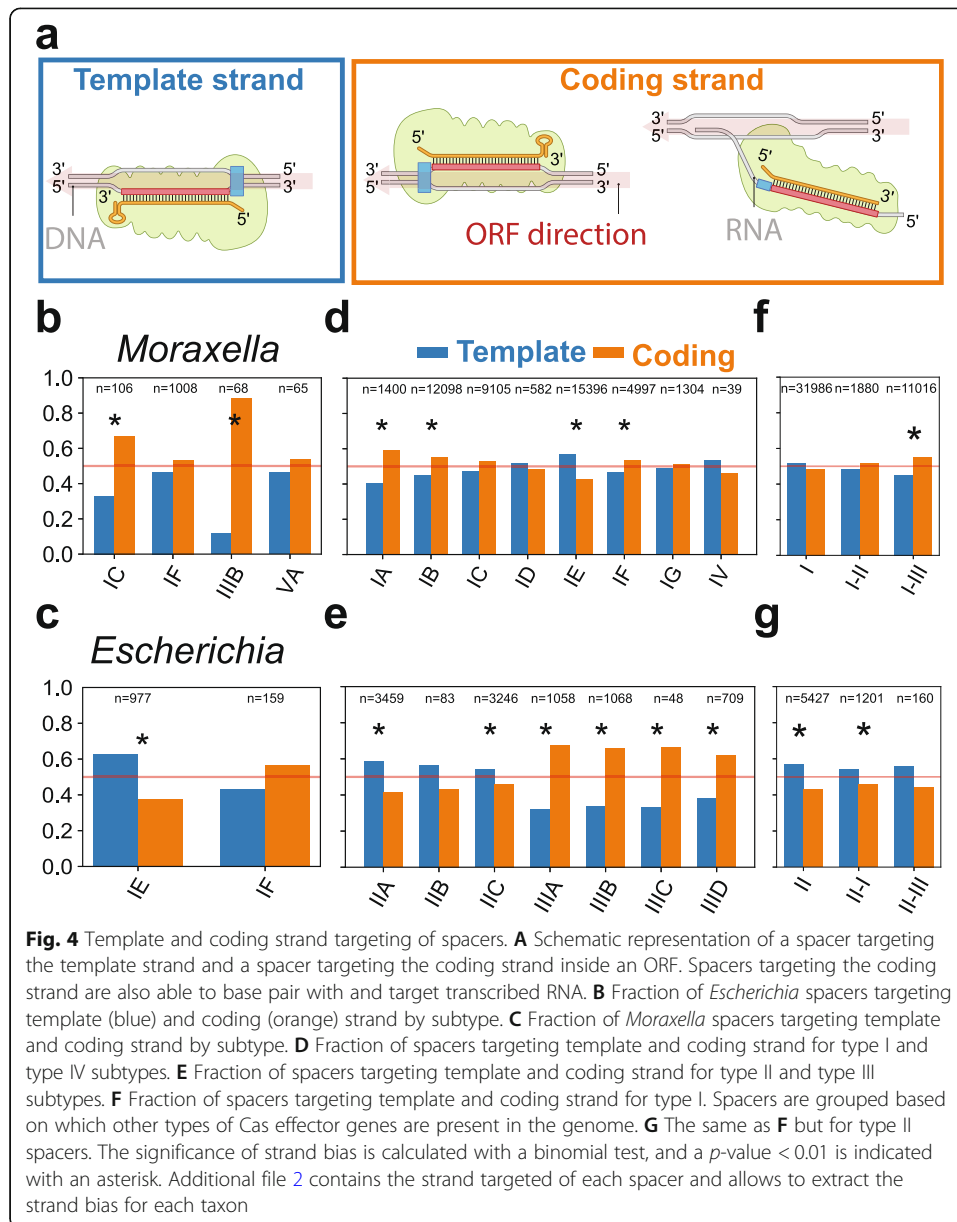 a
Template strand
Coding strand
3'
5'
5'
3'
3'
5'
DNA
3'
5'
5'
3'
5'
3'
ORF direction
3'
5'
5'
3'
5'
3'
5'
RNA
b
Moraxella
n=106 n=1008 n=68 n=65
1.0
0.8
0.6
0.4
0.2
0.0
* *
IC IF IIIB VA
d
Template Coding
n=1400 n=12098 n=9105 n=582 n=15396 n=4997 n=1304 n=39
* * * *
IA IB IC ID IE IF IG IV
f
n=31986 n=1880 n=11016
*
I I-II I-III
c
Escherichia
n=977 n=159
1.0
0.8
0.6
0.4
0.2
0.0
*
IE IF
e
n=3459 n=83 n=3246 n=1058 n=1068 n=48 n=709
* * * * * *
IIA IIB IIC IIIA IIIB IIIC IIID
g
n=5427 n=1201 n=160
* *
II II-I II-III
Fig. 4 Template and coding strand targeting of spacers. A Schematic representation of a spacer targeting
the template strand and a spacer targeting the coding strand inside an ORF. Spacers targeting the coding
strand are also able to base pair with and target transcribed RNA. B Fraction of Escherichia spacers targeting
template (blue) and coding (orange) strand by subtype. C Fraction of Moraxella spacers targeting template
and coding strand by subtype. D Fraction of spacers targeting template and coding strand for type I and
type IV subtypes. E Fraction of spacers targeting template and coding strand for type II and type III
subtypes. F Fraction of spacers targeting template and coding strand for type I. Spacers are grouped based
on which other types of Cas effector genes are present in the genome. G The same as F but for type II
spacers. The significance of strand bias is calculated with a binomial test, and a p-value < 0.01 is indicated
with an asterisk. Additional file 2 contains the strand targeted of each spacer and allows to extract the
strand bias for each taxon